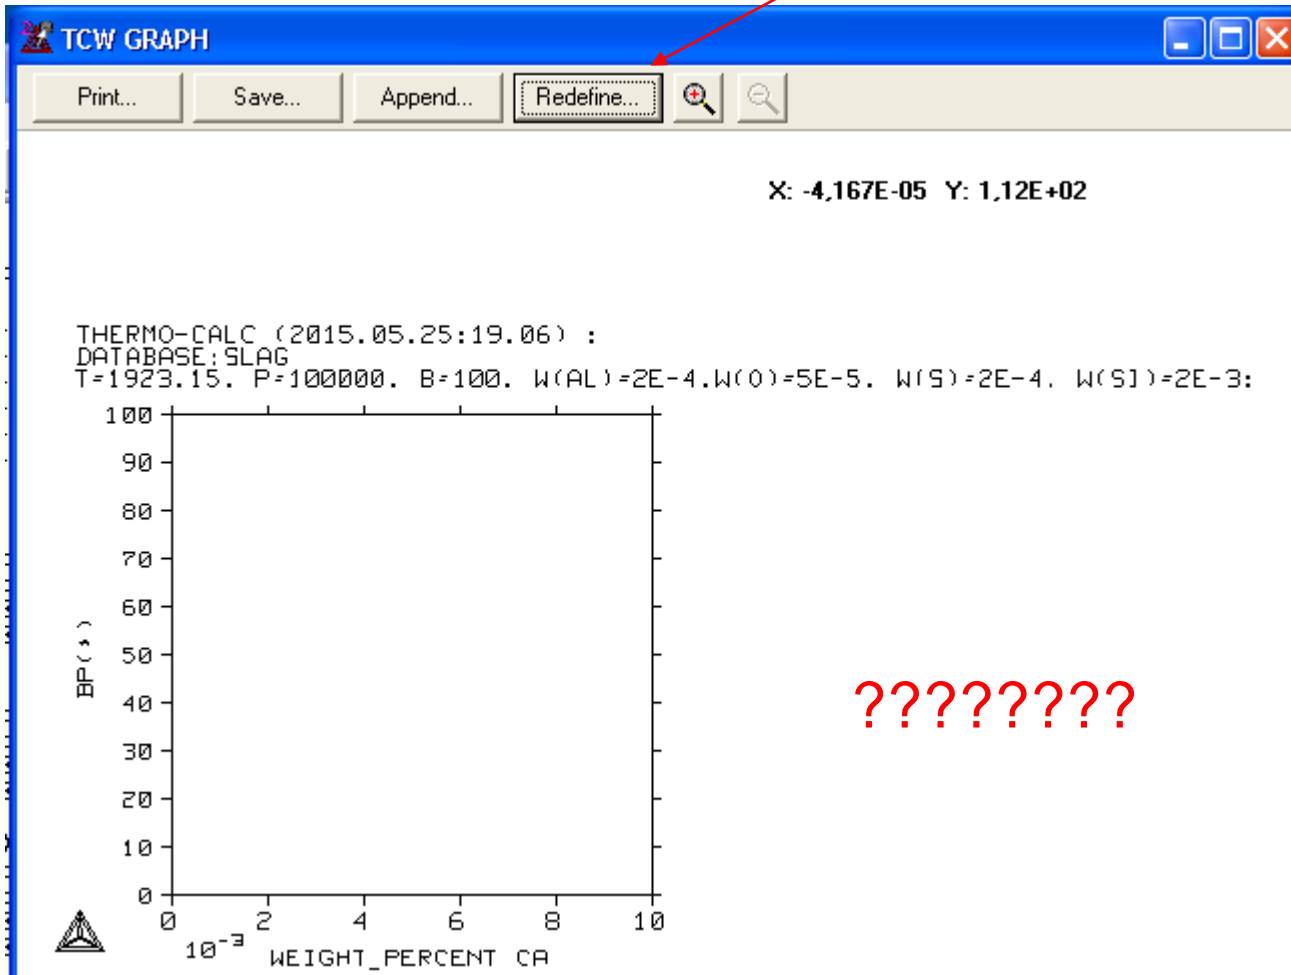 TCW GRAPH
Print... Save... Append... Redefine...
X: -4,167E-05 Y: 1,12E+02
THERMO-CALC (2015.05.25:19.06) :
DATABASE:SLAG
T=1923.15, P=100000, B=100, W(AL)=2E-4,W(O)=5E-5, W(S)=2E-4, W(SI)=2E-3;
100
90
80
70
60
50
40
30
20
10
0
BP(*)
????????
0 2 4 6 8 10
10-3 WEIGHT_PERCENT CA